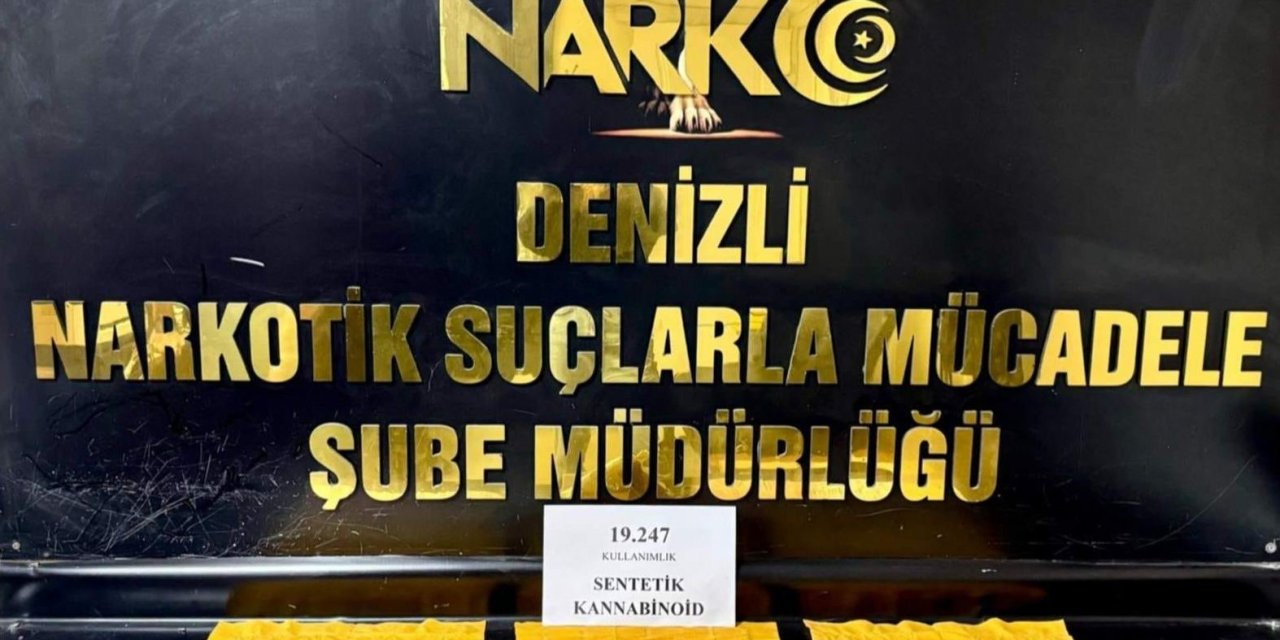 NARKO
DENİZLİ
NARKOTİK SUÇLARLA MÜCADELE
ŞUBE MÜDÜRLÜĞÜ
19.247
KULLANIMLIK
SENTETİK
KANNABİNOİD